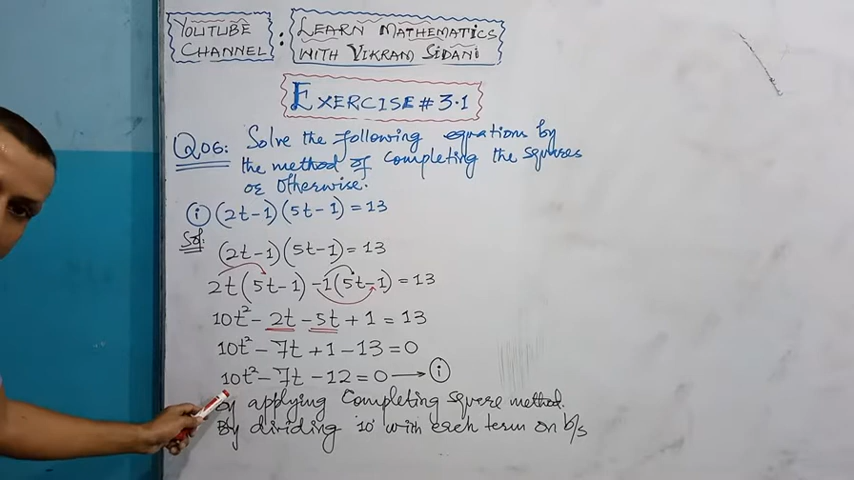 YOUTUBE CHANNEL : LEARN MATHEMATICS
WITH VIKRAM SIDANI
EXERCISE # 3.1
Q06: Solve the following equations by
the method of completing the squares
or otherwise.
(i) (2t-1)(5t-1)=13
Sol: (2t-1)(5t-1)=13
2t(5t-1)-1(5t-1)=13
10t²-2t-5t+1=13
10t²-7t+1-13=0
10t²-7t-12=0 → (i)
by applying Completing square method.
By dividing '10' with each term on b/s